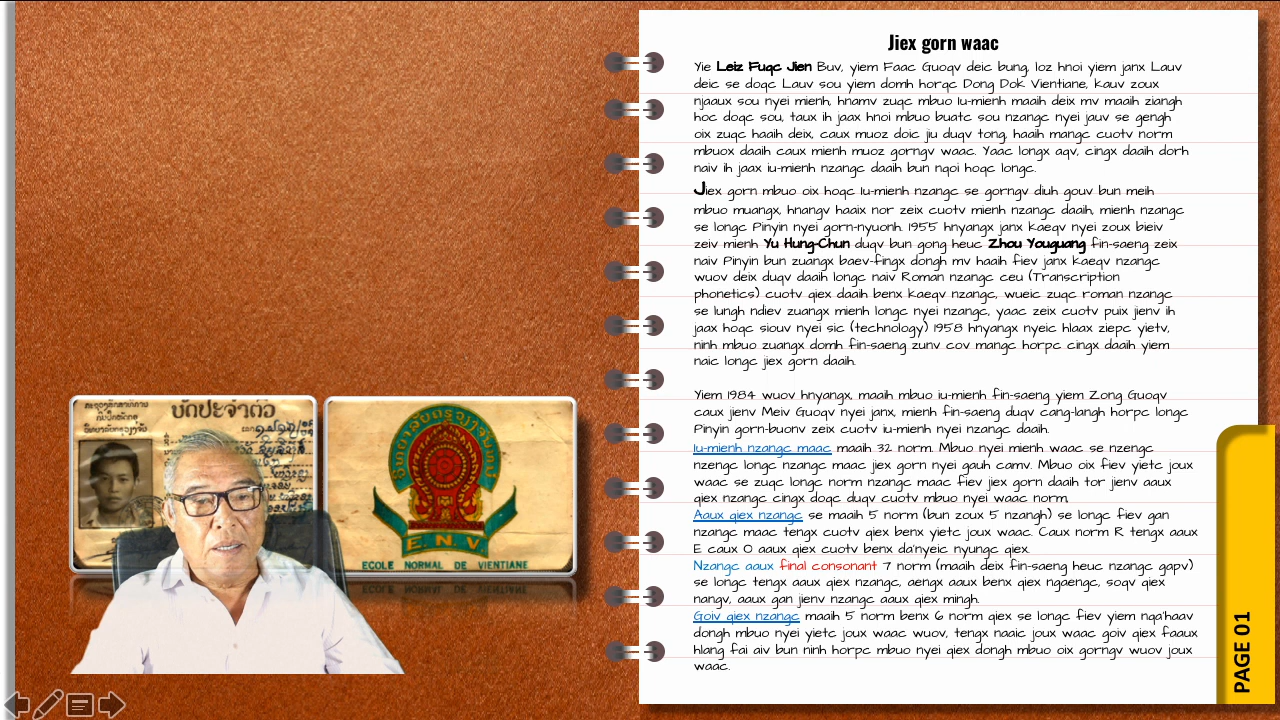 Jiex gorn waac
Yie Leiz Fuqc Jien Buv, yiem Faac Guoqv deic bung, loz hnoi yiem janx Lauv
deic se doqc Lauv sou yiem domh horqc Dong Dok Vientiane, kauv zoux
njaaux sou nyei mienh, hnamv zuqc mbuo Iu-mienh maaih deix mv maaih ziangh
hoc doqc sou, taux ih jaax hnoi mbuo buatc sou nzangc nyei jauv se gengh
oix zuqc haaih deix, caux muoz doic jiu duqv tong, haaih mangc cuotv norm
mbuox daaih caux mienh muoz gorngv waac. Yaac longx aqv, cingx daaih dorh
naiv ih jaax iu-mienh nzangc daaih bun nqoi hoqc longc.
Jiex gorn mbuo oix hoqc Iu-mienh nzangc se gorngv diuh gouv bun meih
mbuo muangx, hnangv haaix nor zeix cuotv mienh nzangc daaih, mienh nzangc
se longc Pinyin nyei gorn-nyuonh. 1955 hnyangx janx kaeqv nyei zoux bieiv
zeiv mienh Yu Hung-Chun duqv bun gong heuc Zhou Youguang fin-saeng zeix
naiv Pinyin bun zuangx baev-fingx dongh mv haaih fiev janx kaeqv nzangc
wuov deix duqv daaih longc naiv Roman nzangc ceu (Transcription
phonetics) cuotv qiex daaih benx kaeqv nzangc, wueic zuqc roman nzangc
se lungh ndiev zuangx mienh longc nyei nzangc, yaac zeix cuotv puix jienv ih
jaax hoqc siouv nyei sic (technology) 1958 hnyangx nyeic hlaax ziepc yietv,
ninh mbuo zuangx domh fin-saeng zunv cov mangc horpc cingx daaih yiem
naic longc jiex gorn daaih.
Yiem 1984 wuov hnyangx, maaih mbuo iu-mienh fin-saeng yiem Zong Guoqv
caux jienv Meiv Guoqv nyei janx, mienh fin-saeng duqv cang-langh horpc longc
Pinyin gorn-buonv zeix cuotv iu-mienh nyei nzangc daaih.
Iu-mienh nzangc maac maaih 32 norm. Mbuo nyei mienh waac se nzengc
nzengc longc nzangc maac jiex gorn nyei gauh camv. Mbuo oix fiev yietc joux
waac se zuqc longc norm nzangc maac fiev jiex gorn daaih tor jienv aaux
qiex nzangc cingx doqc duqv cuotv mbuo nyei waac norm,
Aaux qiex nzangc se maaih 5 norm (bun zoux 5 nzangh) se longc fiev gan
nzangc maac tengx cuotv qiex benx yietc joux waac. Caux norm R tengx aaux
E caux O aaux qiex cuotv benx da'nyeic nyungc qiex.
Nzangc aaux final consonant 7 norm (maaih deix fin-saeng heuc nzangc gapv)
se longc tengx aaux qiex nzangc, aengx aaux benx qiex ngaengc, soqv qiex
nangv, aaux gan jienv nzangc aaux qiex mingh.
Goiv qiex nzangc maaih 5 norm benx 6 norm qiex se longc fiev yiem nqa'haav
dongh mbuo nyei yietc joux waac wuov, tengx naaic joux waac goiv qiex faaux
hlang fai aiv bun ninh horpc mbuo nyei qiex dongh mbuo oix gorngv wuov joux
waac.
PAGE 01
ບັດປະຈຳຕົວ
E. N. V.
ECOLE NORMAL DE VIENTIANE